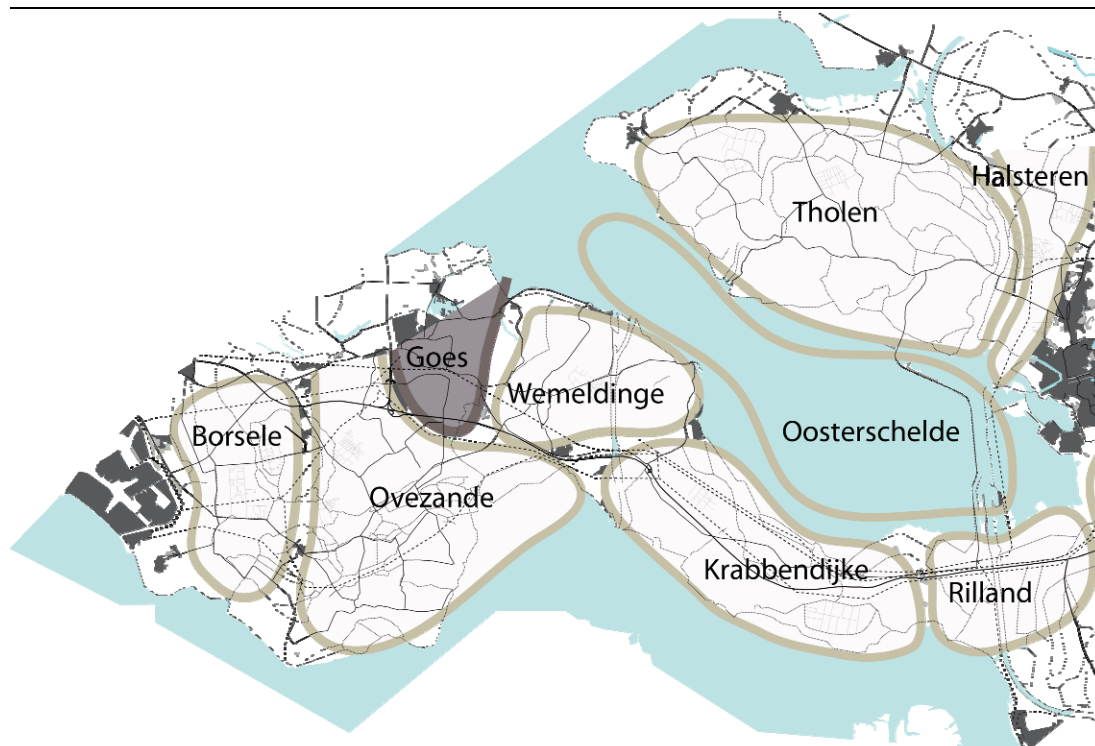 Halsteren
Tholen
Goes
Wemeldinge
Borsele
Oosterschelde
Ovezande
Krabbendijke
Rilland